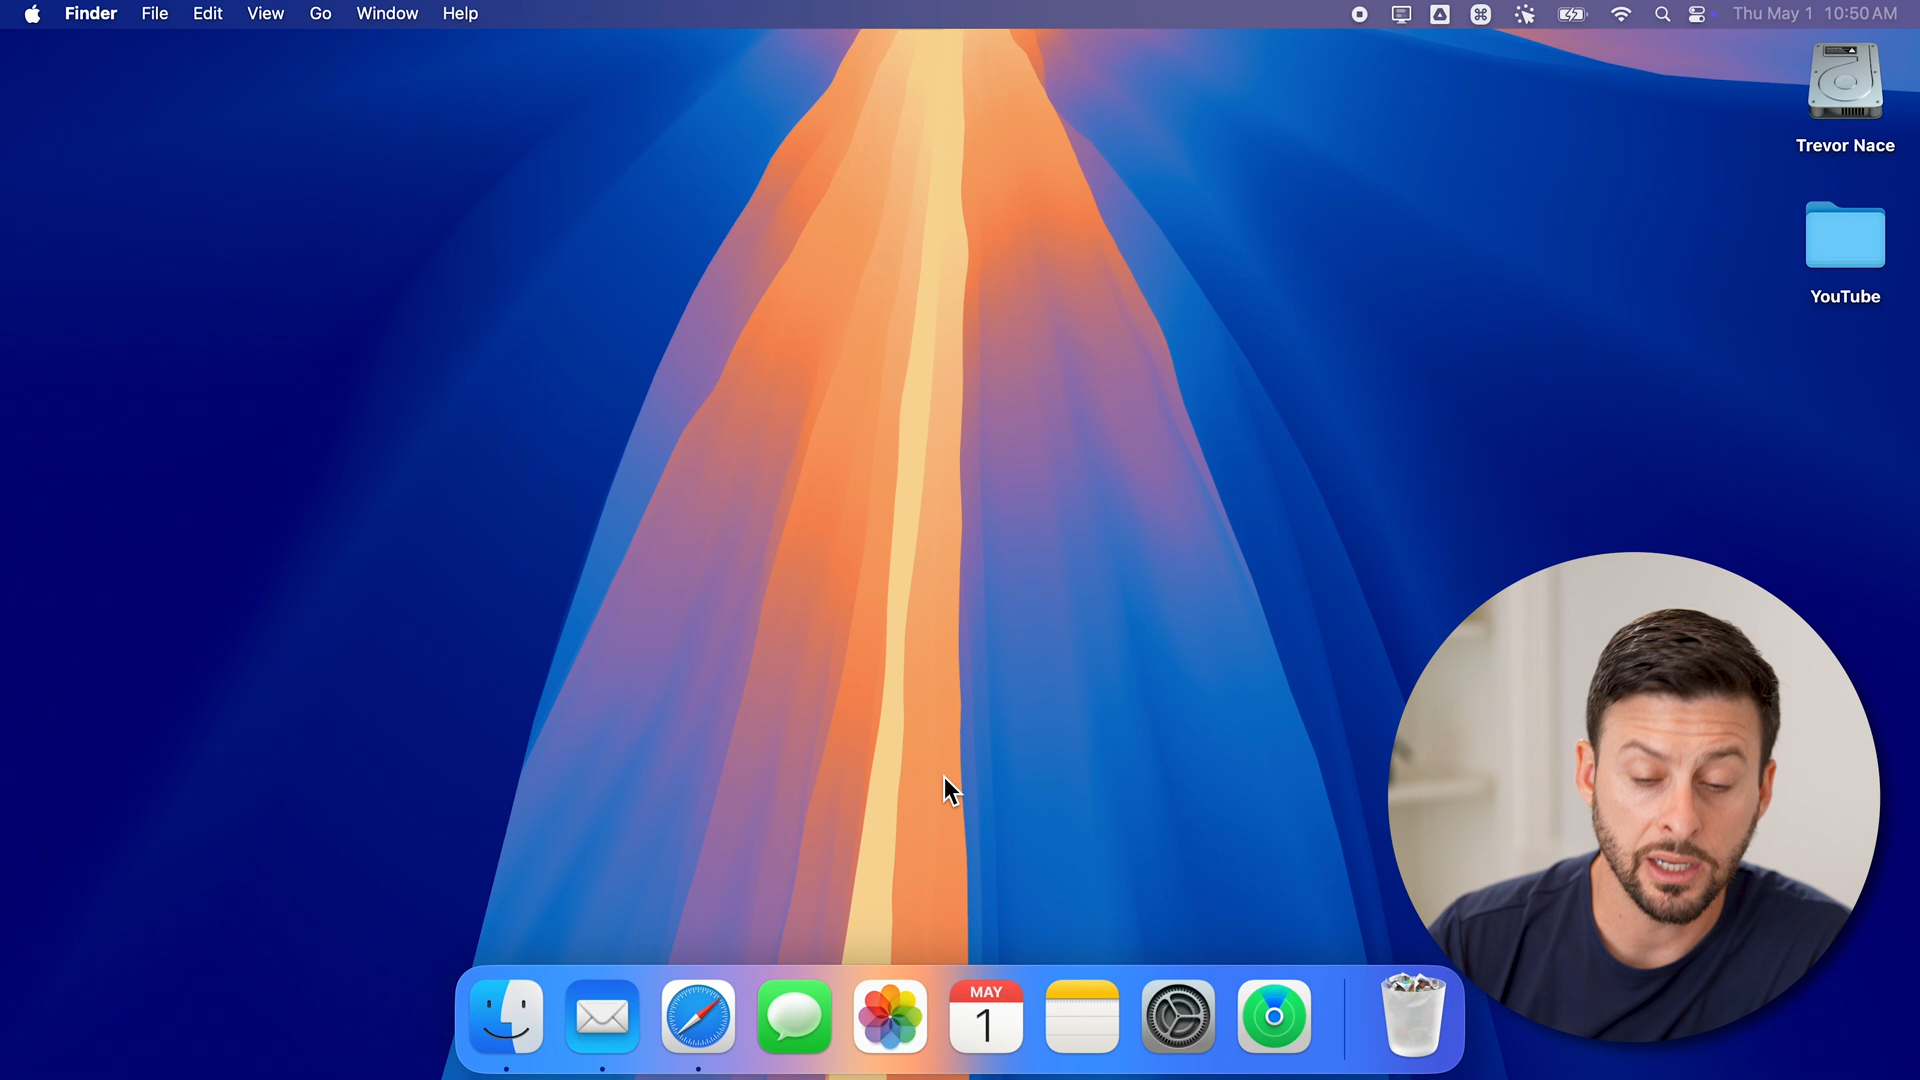 Finder File Edit View Go Window Help
Thu May 1 10:50 AM
Trevor Nace
YouTube
MAY
1